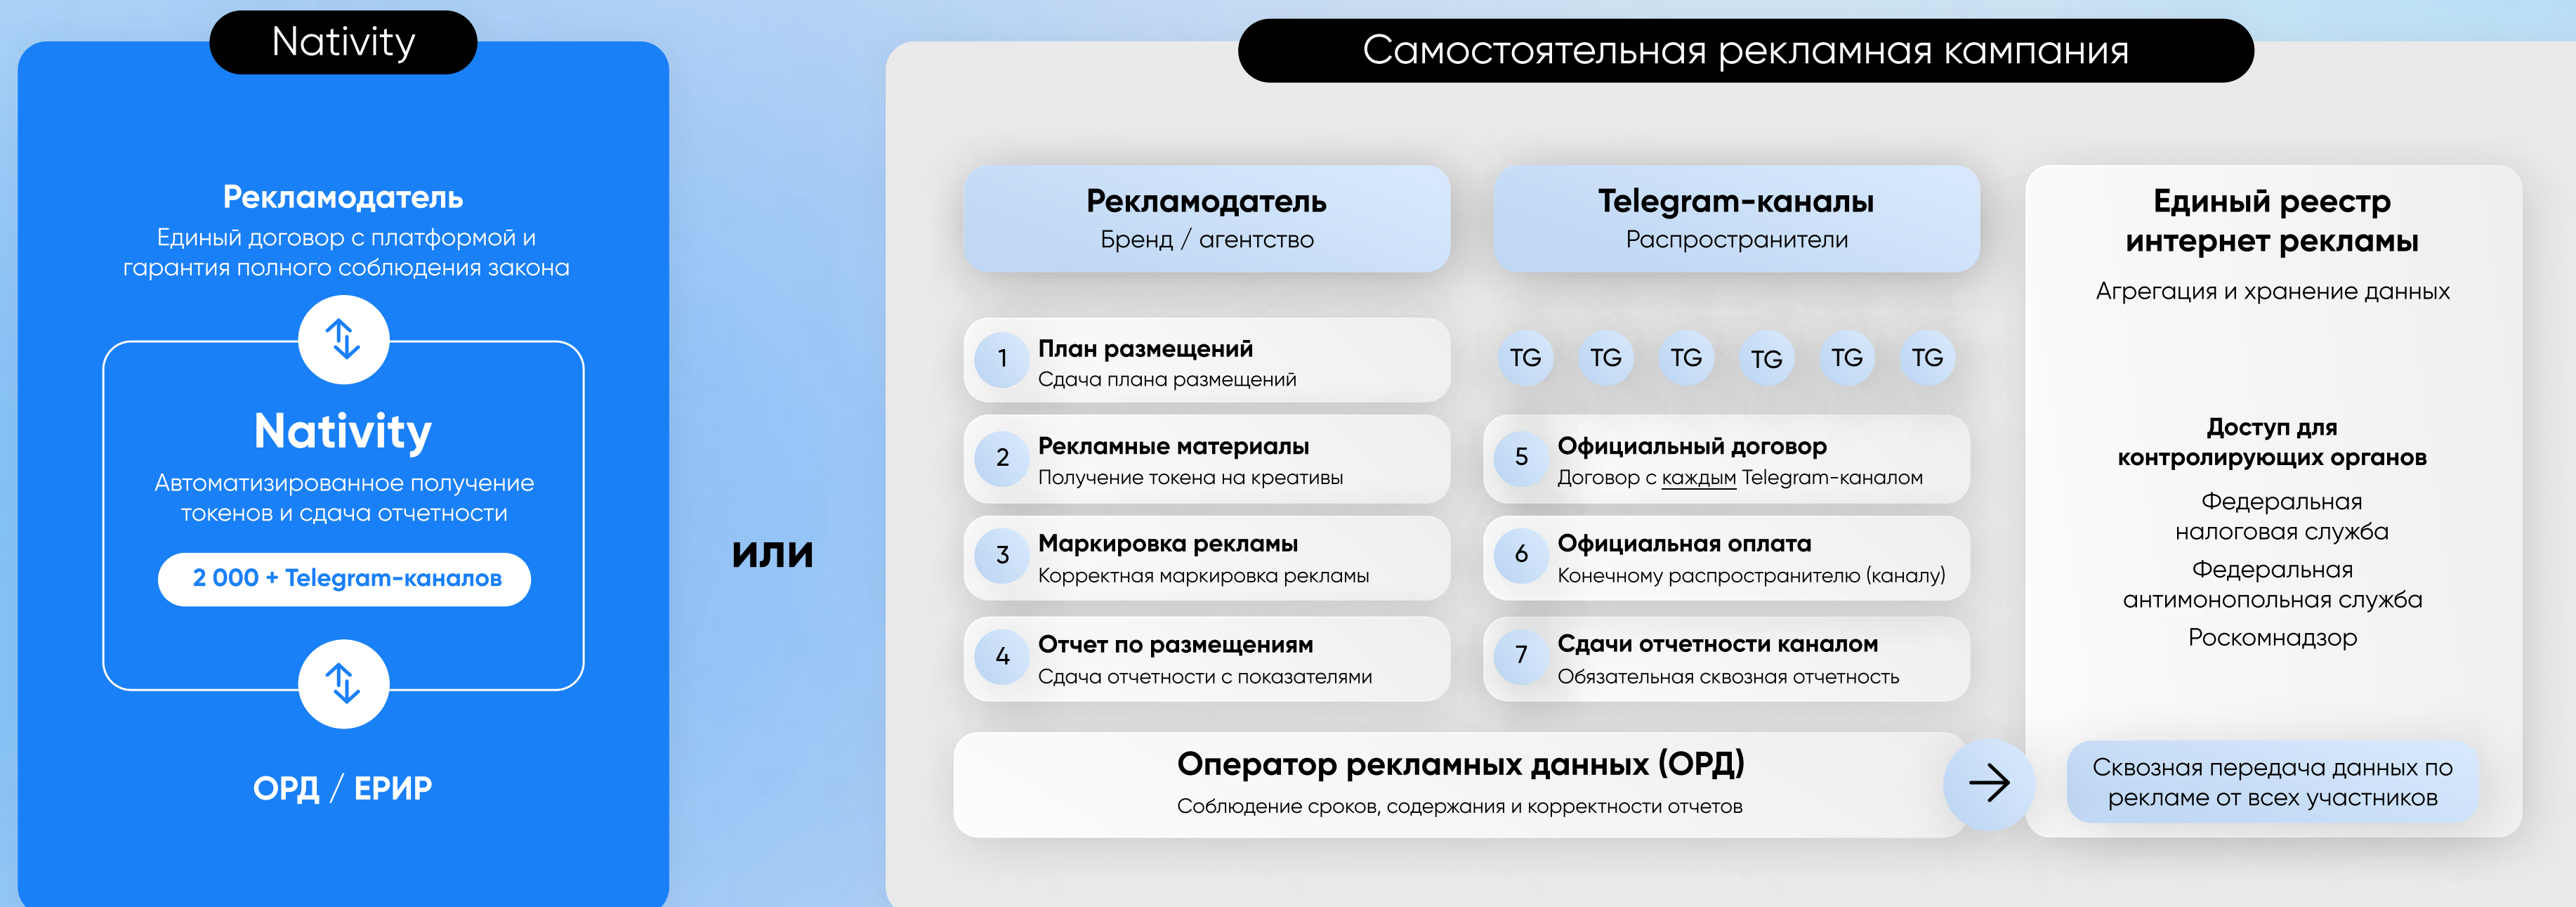 Nativity
Рекламодатель
Единый договор с платформой и
гарантия полного соблюдения закона
Nativity
Автоматизированное получение
токенов и сдача отчетности
2 000 + Telegram-каналов
ОРД / ЕРИР
или
Самостоятельная рекламная кампания
Рекламодатель
Бренд / агентство
1
План размещений
Сдача плана размещений
2
Рекламные материалы
Получение токена на креативы
3
Маркировка рекламы
Корректная маркировка рекламы
4
Отчет по размещениям
Сдача отчетности с показателями
Telegram-каналы
Распространители
TG TG TG TG TG TG
5
Официальный договор
Договор с каждым Telegram-каналом
6
Официальная оплата
Конечному распространителю (каналу)
7
Сдачи отчетности каналом
Обязательная сквозная отчетность
Оператор рекламных данных (ОРД)
Соблюдение сроков, содержания и корректности отчетов
Единый реестр
интернет рекламы
Агрегация и хранение данных
Доступ для
контролирующих органов
Федеральная
налоговая служба
Федеральная
антимонопольная служба
Роскомнадзор
Сквозная передача данных по
рекламе от всех участников